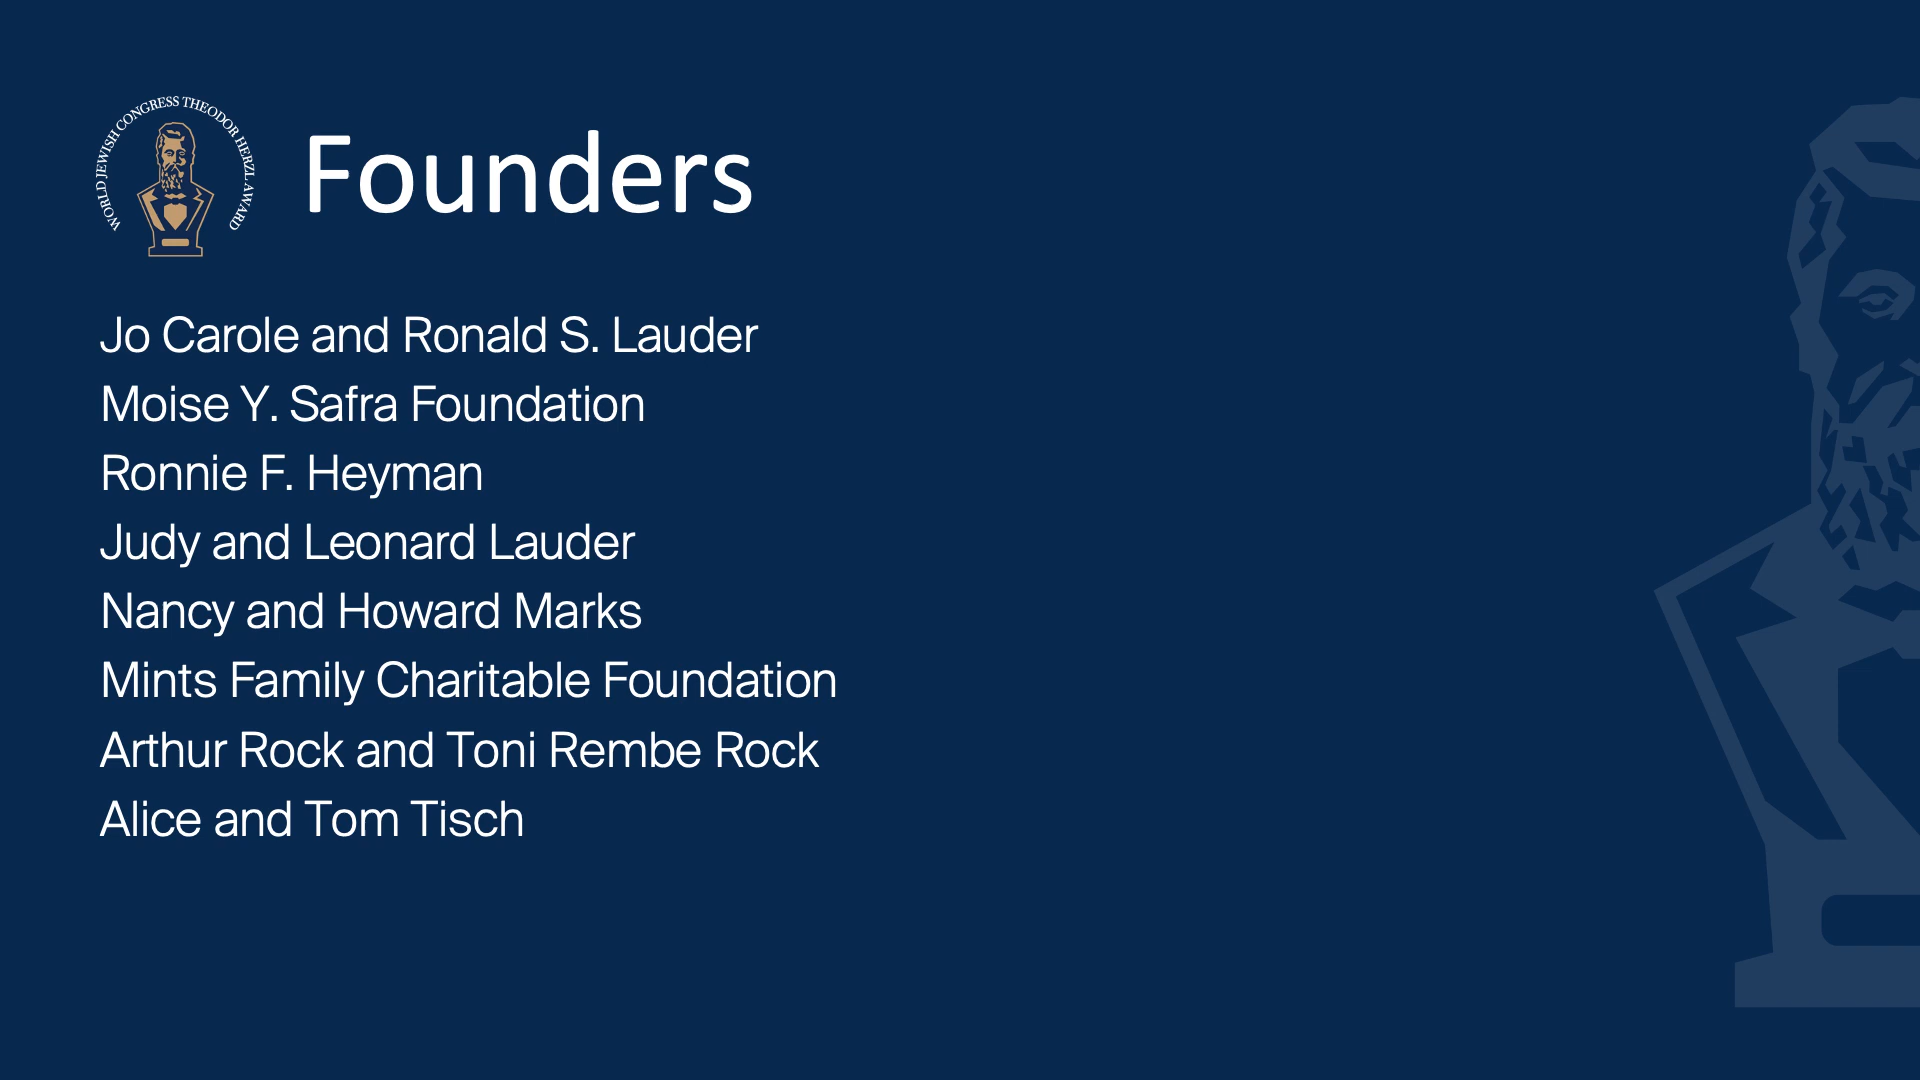 WORLD JEWISH CONGRESS THEODOR HERZL AWARD
Founders
Jo Carole and Ronald S. Lauder
Moise Y. Safra Foundation
Ronnie F. Heyman
Judy and Leonard Lauder
Nancy and Howard Marks
Mints Family Charitable Foundation
Arthur Rock and Toni Rembe Rock
Alice and Tom Tisch